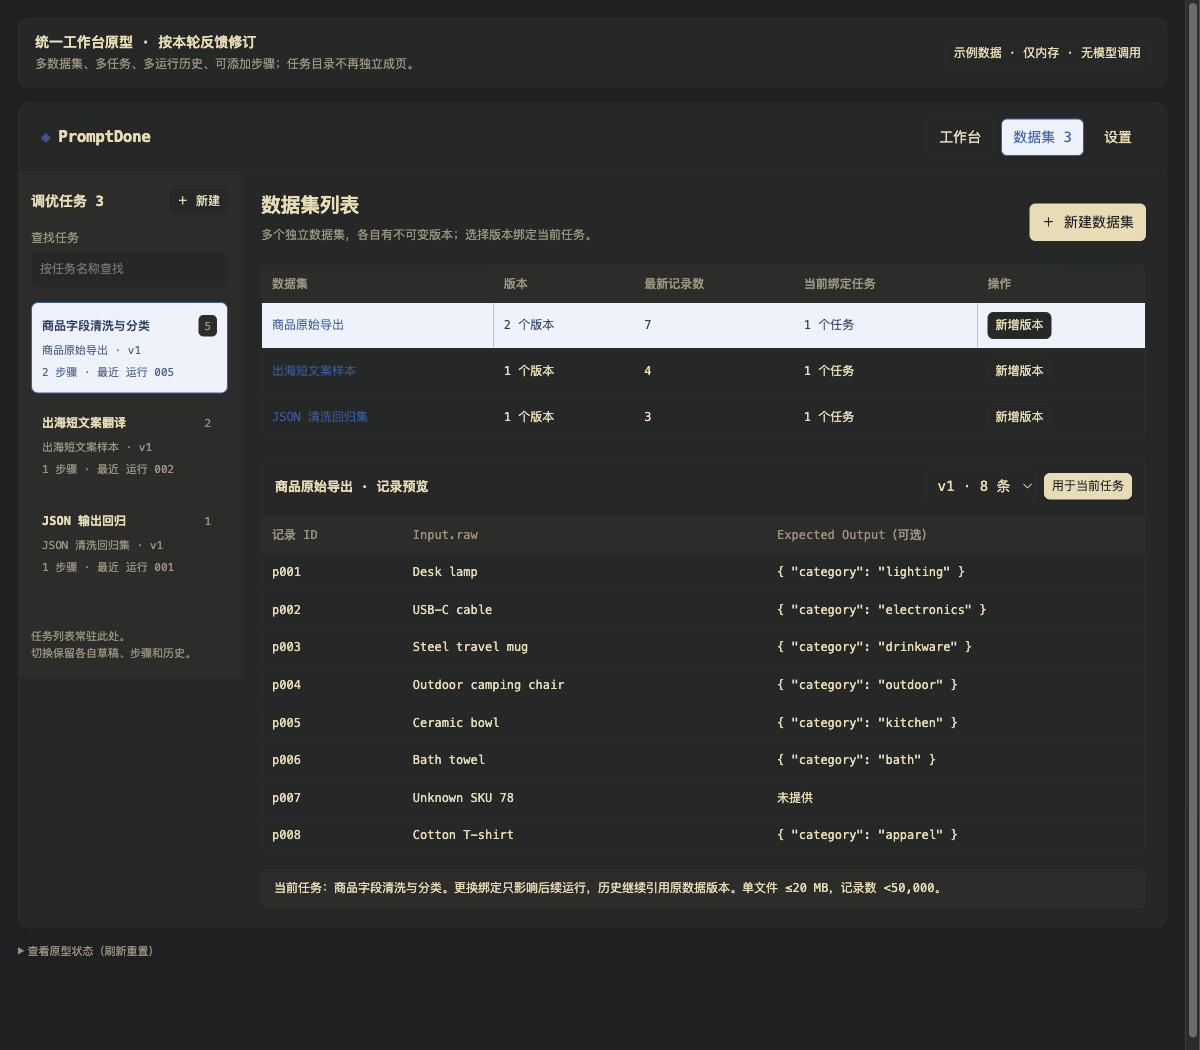 统一工作台原型 · 按本轮反馈修订
多数据集、多任务、多运行历史、可添加步骤；任务目录不再独立成页。
示例数据 · 仅内存 · 无模型调用
◈ PromptDone
工作台
数据集 3
设置
调优任务 3
+ 新建
查找任务
按任务名称查找
商品字段清洗与分类 5
商品原始导出 · v1
2 步骤 · 最近 运行 005
出海短文案翻译 2
出海短文案样本 · v1
1 步骤 · 最近 运行 002
JSON 输出回归 1
JSON 清洗回归集 · v1
1 步骤 · 最近 运行 001
任务列表常驻此处。
切换保留各自草稿、步骤和历史。
数据集列表
多个独立数据集，各自有不可变版本；选择版本绑定当前任务。
+ 新建数据集
数据集 版本 最新记录数 当前绑定任务 操作
商品原始导出 2 个版本 7 1 个任务 新增版本
出海短文案样本 1 个版本 4 1 个任务 新增版本
JSON 清洗回归集 1 个版本 3 1 个任务 新增版本
商品原始导出 · 记录预览
v1 · 8 条
用于当前任务
记录 ID Input.raw Expected Output（可选）
p001 Desk lamp { "category": "lighting" }
p002 USB-C cable { "category": "electronics" }
p003 Steel travel mug { "category": "drinkware" }
p004 Outdoor camping chair { "category": "outdoor" }
p005 Ceramic bowl { "category": "kitchen" }
p006 Bath towel { "category": "bath" }
p007 Unknown SKU 78 未提供
p008 Cotton T-shirt { "category": "apparel" }
当前任务：商品字段清洗与分类。更换绑定只影响后续运行，历史继续引用原数据版本。单文件 ≤20 MB，记录数 <50,000。
▶ 查看原型状态（刷新重置）